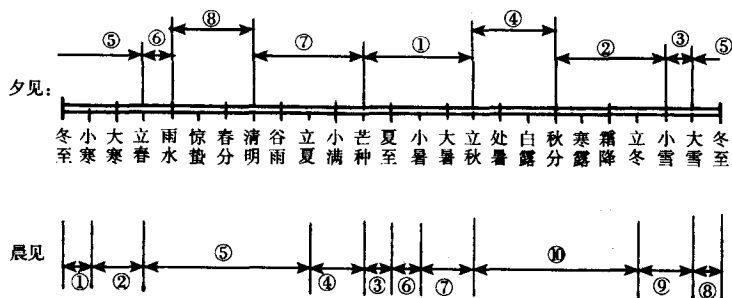 ⑤ ⑥ ⑧ ⑦ ① ④ ② ③ ⑤
夕见:
冬至 小寒 大寒 立春 雨水 惊蛰 春分 清明 谷雨 立夏 小满 芒种 夏至 小暑 大暑 立秋 处暑 白露 秋分 寒露 霜降 立冬 小雪 大雪 冬至
晨见
① ② ⑤ ④ ③ ⑥ ⑦ ⑩ ⑨ ⑧